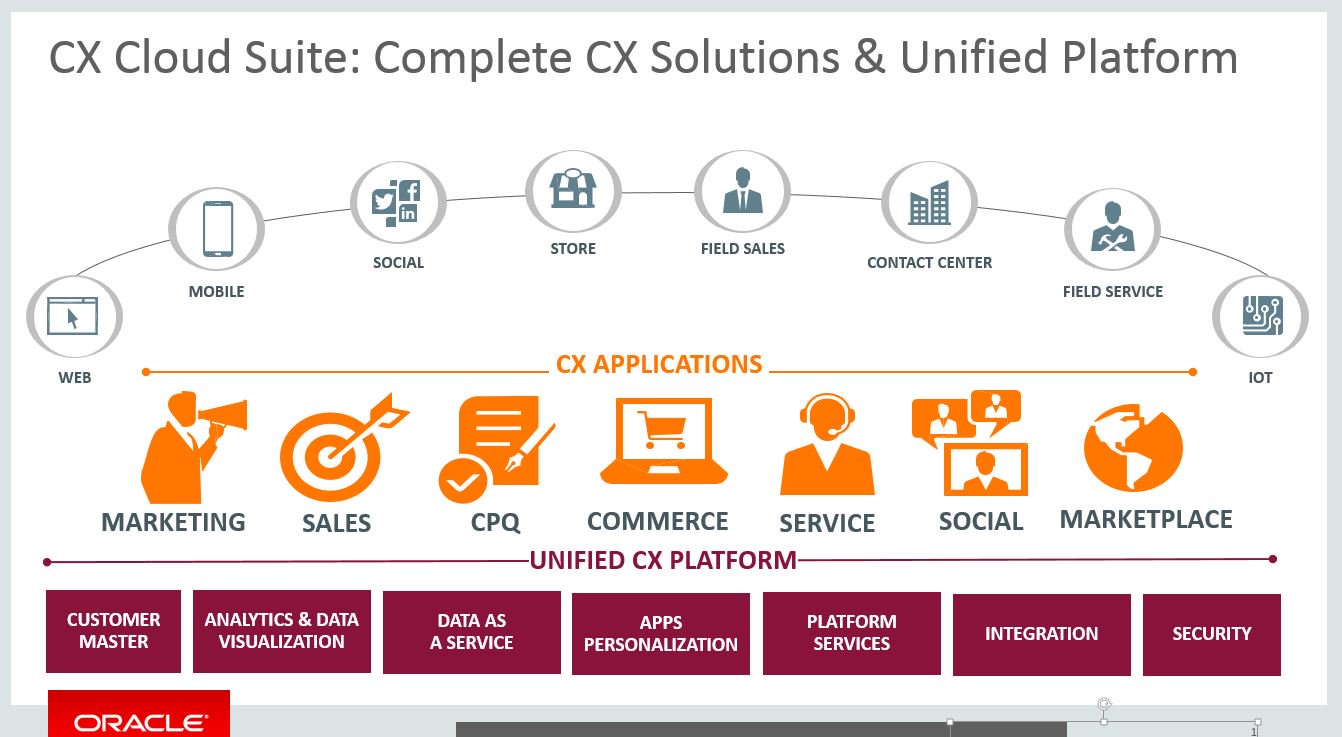 CX Cloud Suite: Complete CX Solutions & Unified Platform
WEB
MOBILE
SOCIAL
STORE
FIELD SALES
CONTACT CENTER
FIELD SERVICE
IOT
CX APPLICATIONS
MARKETING
SALES
CPQ
COMMERCE
SERVICE
SOCIAL
MARKETPLACE
UNIFIED CX PLATFORM
CUSTOMER
MASTER
ANALYTICS & DATA
VISUALIZATION
DATA AS
A SERVICE
APPS
PERSONALIZATION
PLATFORM
SERVICES
INTEGRATION
SECURITY
ORACLE®
1